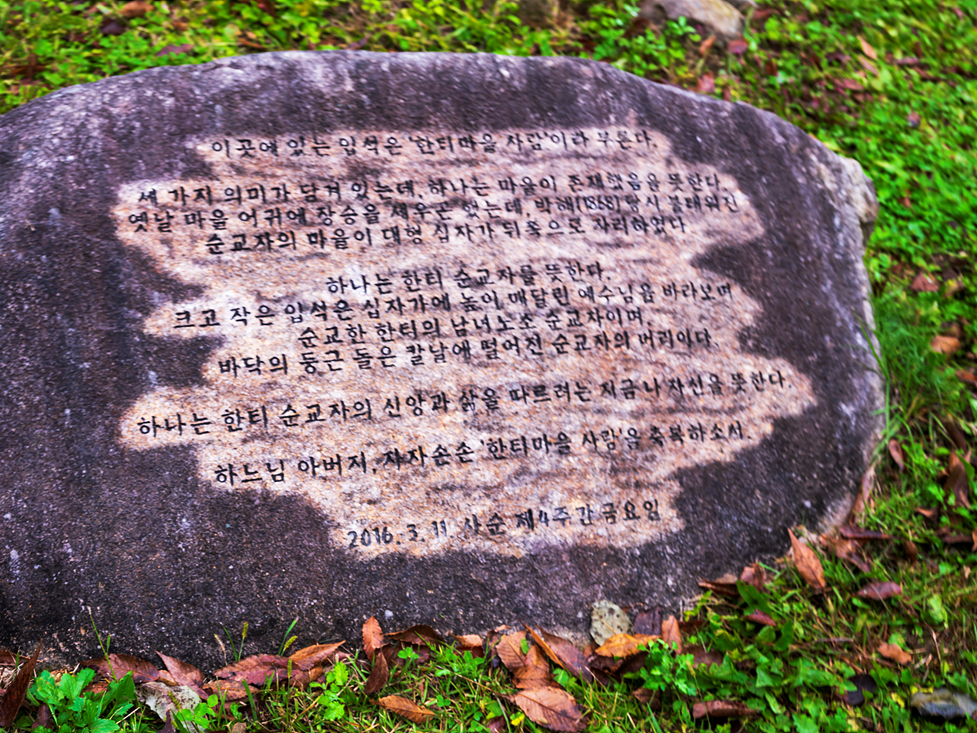 이곳에 있는 입석은 '한티마을 사람'이라 부른다.
세 가지 의미가 담겨 있는데, 하나는 마을이 존재했음을 뜻한다.
옛날 마을 어귀에 장승을 세우곤 했는데, 박해(1868) 당시 불태워진
순교자의 마을이 대형 십자가 뒤쪽으로 자리하였다
하나는 한티 순교자를 뜻한다.
크고 작은 입석은 십자가에 높이 매달린 예수님을 바라보며
순교한 한티의 남녀노소 순교자이며
바닥의 둥근 돌은 칼날에 떨어진 순교자의 머리이다.
하나는 한티 순교자의 신앙과 삶을 따르려는 지금 나 자신을 뜻한다.
하느님 아버지, 자자손손 '한티마을 사람'을 축복하소서.
2016. 3. 11 사순 제4주간 금요일